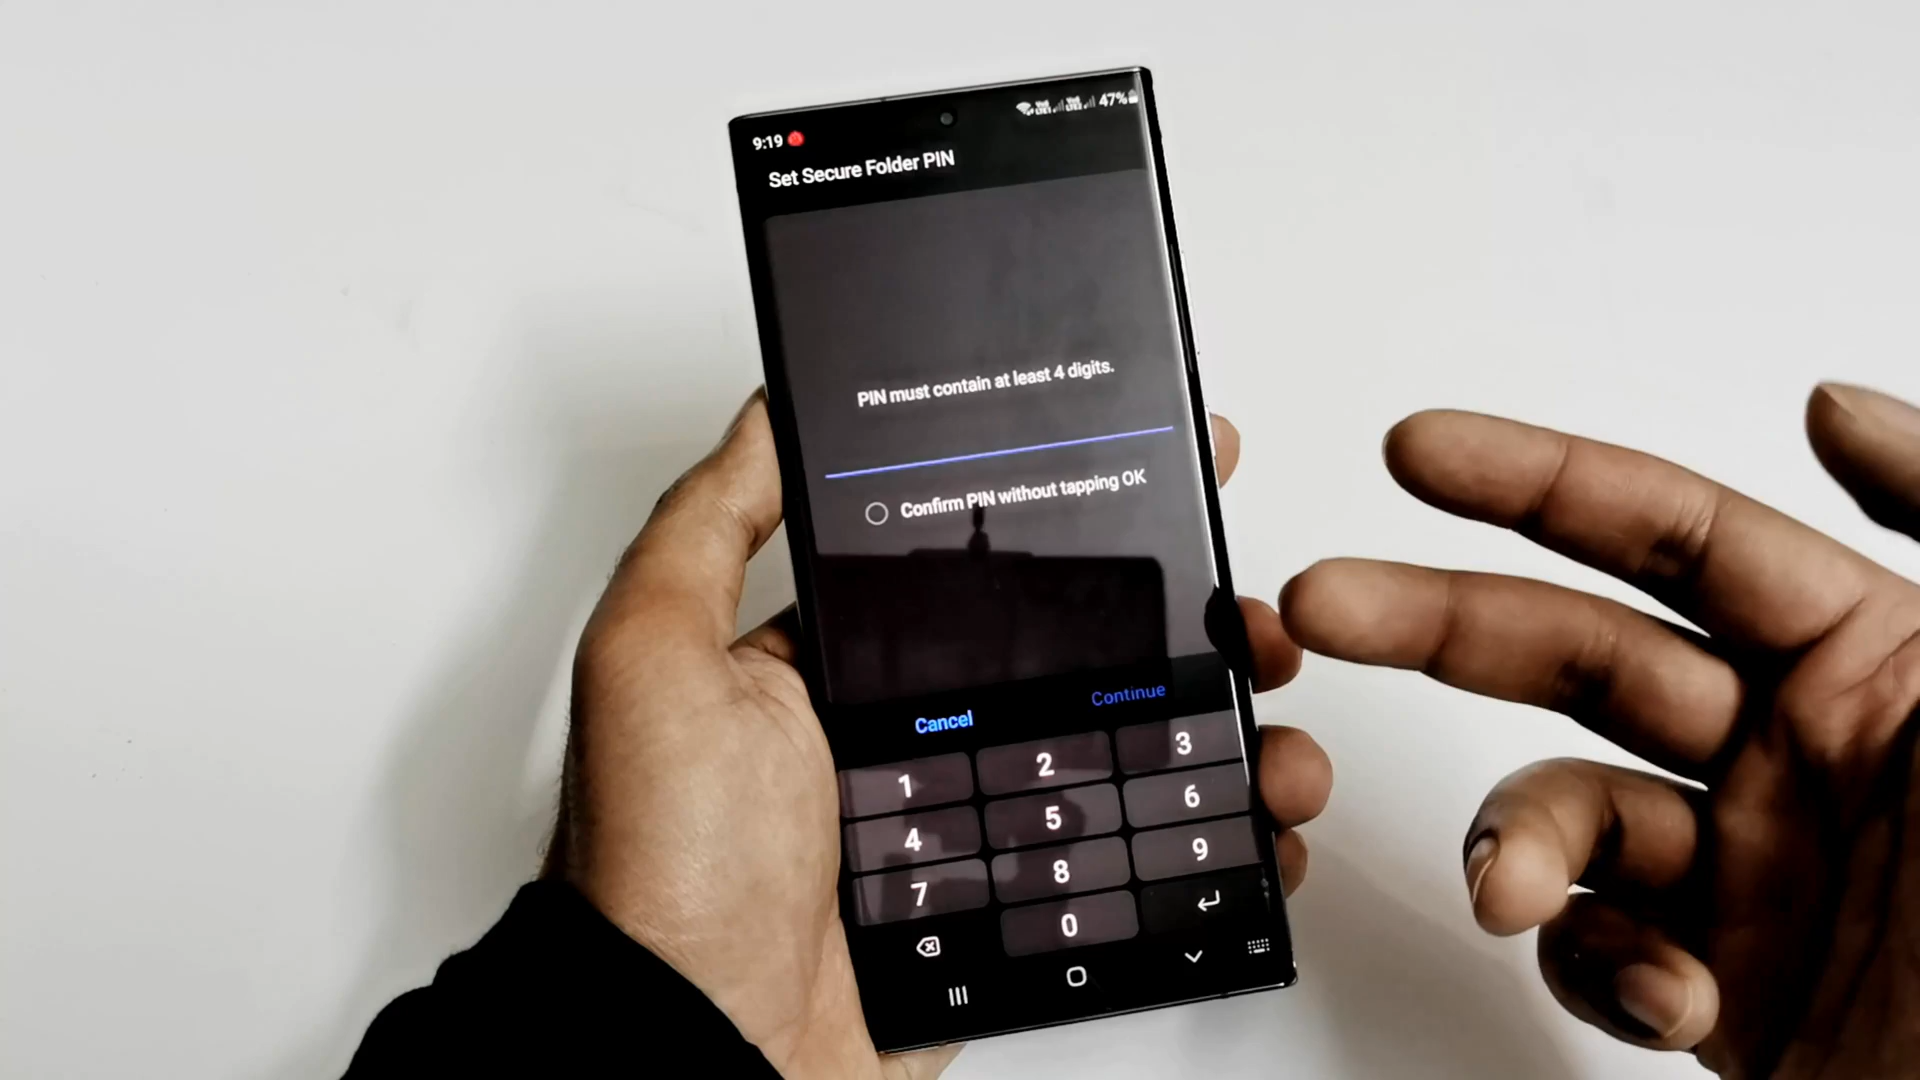 9:19
47%
Set Secure Folder PIN
PIN must contain at least 4 digits.
Confirm PIN without tapping OK
Cancel
Continue
1 2 3
4 5 6
7 8 9
0